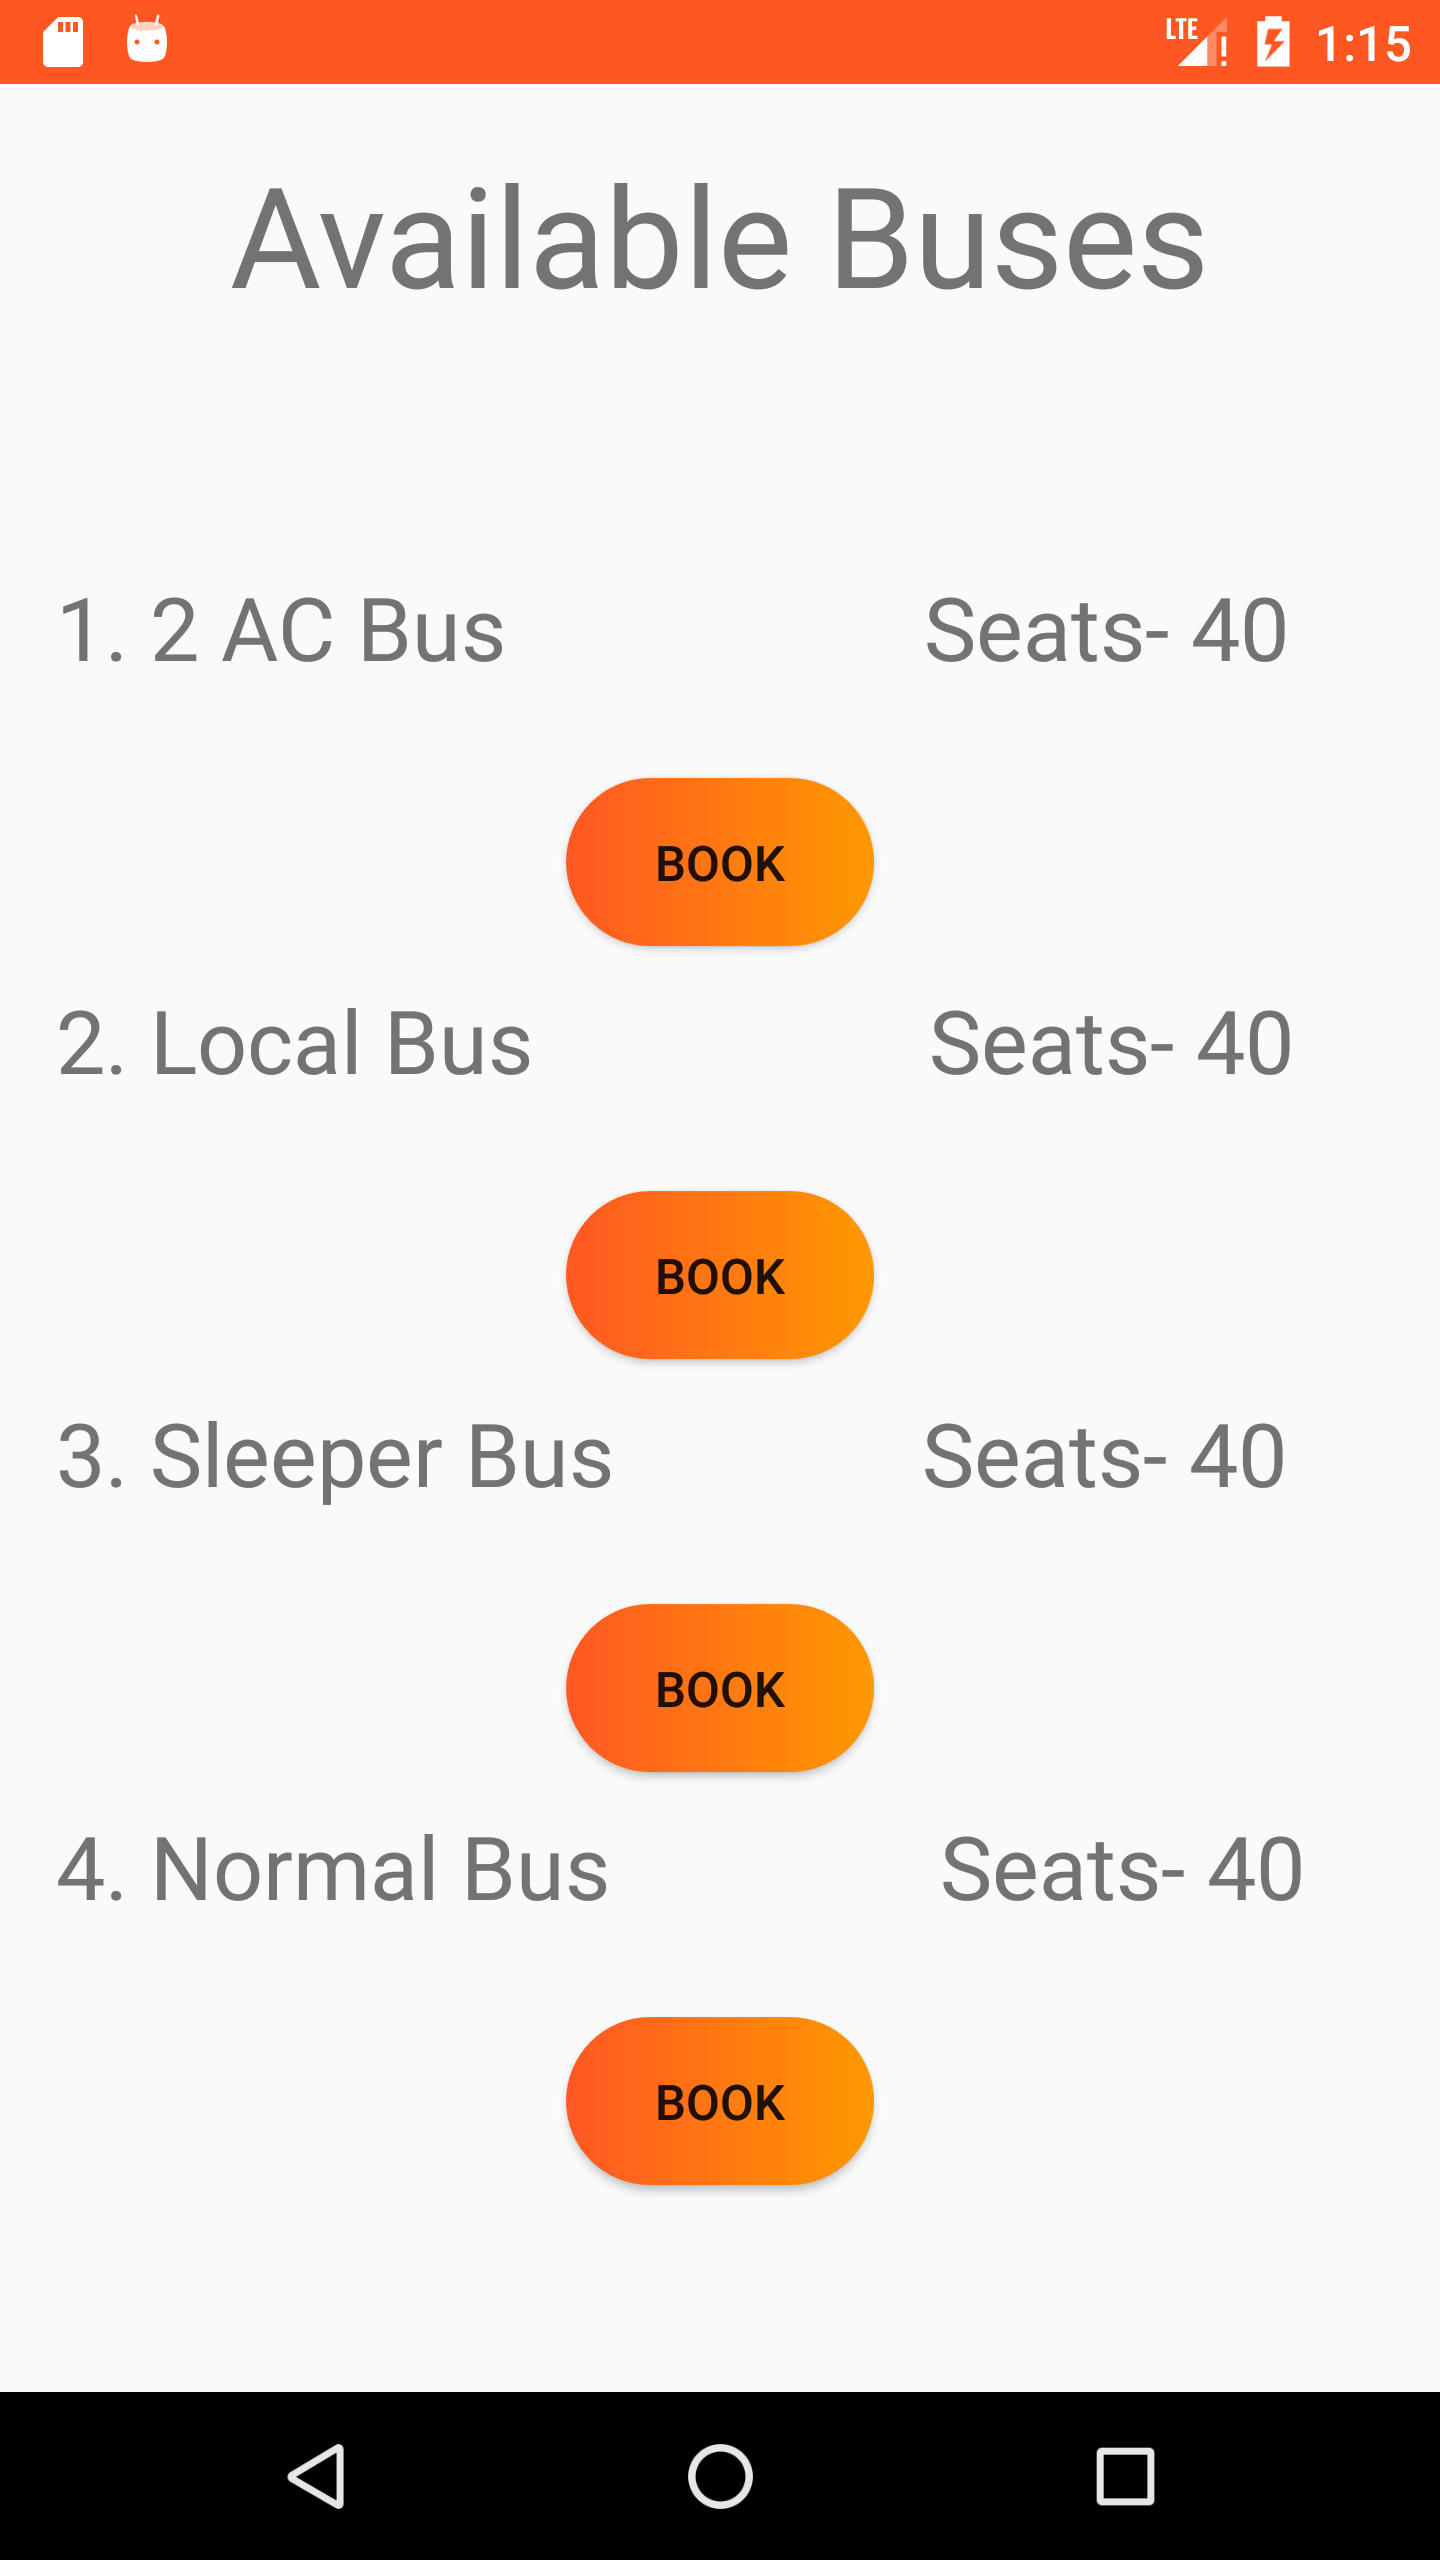 LTE 1:15
Available Buses
1. 2 AC Bus Seats- 40
BOOK
2. Local Bus Seats- 40
BOOK
3. Sleeper Bus Seats- 40
BOOK
4. Normal Bus Seats- 40
BOOK